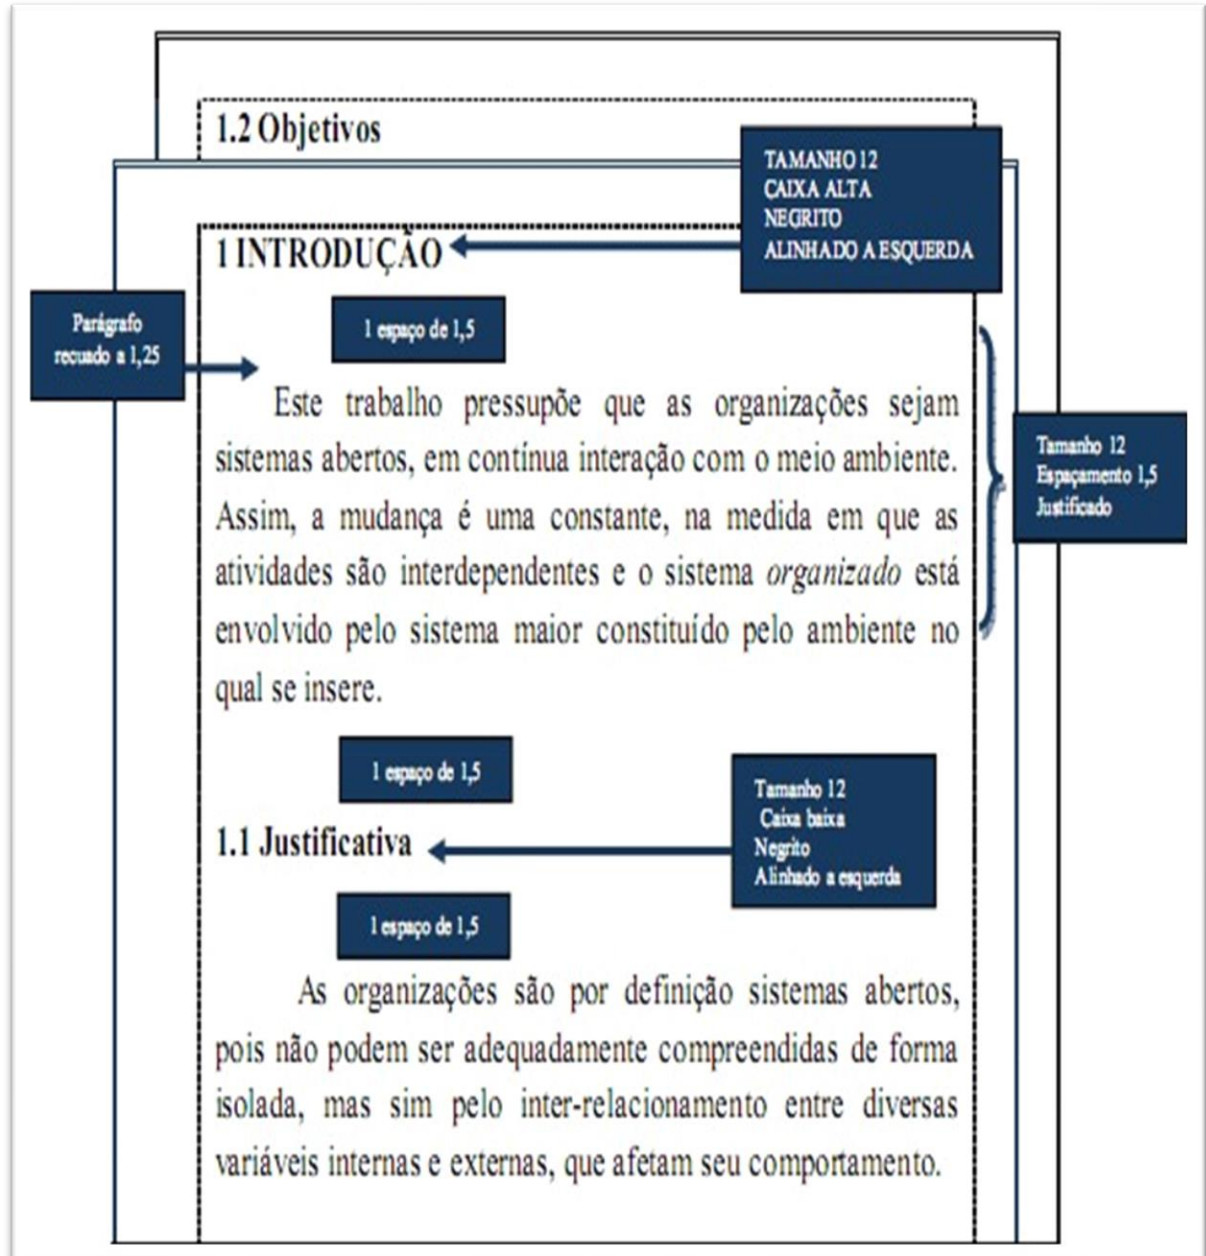 1.2 Objetivos
TAMANHO 12
CAIXA ALTA
NEGRITO
ALINHADO A ESQUERDA
1 INTRODUÇÃO
Parágrafo
recuado a 1,25
1 espaço de 1,5
Este trabalho pressupõe que as organizações sejam
sistemas abertos, em contínua interação com o meio ambiente.
Assim, a mudança é uma constante, na medida em que as
atividades são interdependentes e o sistema organizado está
envolvido pelo sistema maior constituído pelo ambiente no
qual se insere.
Tamanho 12
Espaçamento 1,5
Justificado
1 espaço de 1,5
1.1 Justificativa
Tamanho 12
Caixa baixa
Negrito
Alinhado a esquerda
1 espaço de 1,5
As organizações são por definição sistemas abertos,
pois não podem ser adequadamente compreendidas de forma
isolada, mas sim pelo inter-relacionamento entre diversas
variáveis internas e externas, que afetam seu comportamento.